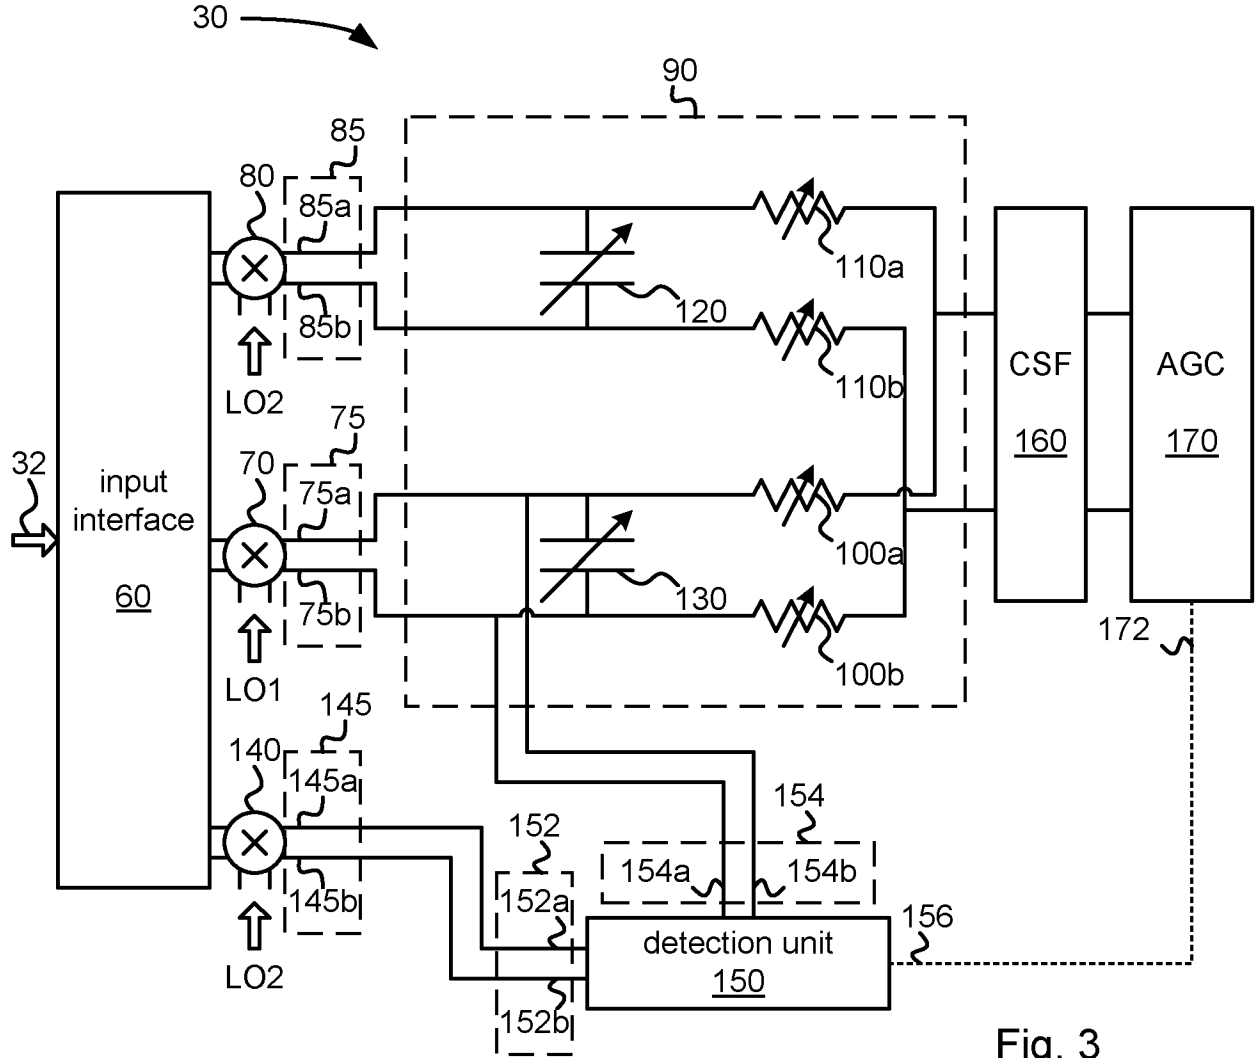 30
90
85
80
85a
110a
120
85b
110b
LO2
CSF
160
AGC
170
75
32
70
75a
input
interface
60
100a
130
75b
100b
172
LO1
145
140
145a
154
152
154a
154b
145b
152a
156
detection unit
150
LO2
152b
Fig. 3